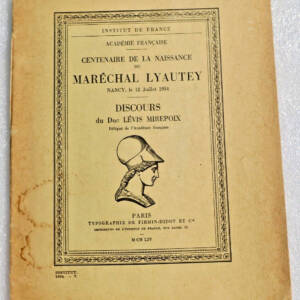 INSTITUT DE FRANCE
ACADÉMIE FRANÇAISE
CENTENAIRE DE LA NAISSANCE
DU
MARÉCHAL LYAUTEY
NANCY, le 12 Juillet 1954
DISCOURS
du Duc LÉVIS MIREPOIX
Délégué de l'Académie française
PARIS
TYPOGRAPHIE DE FIRMIN-DIDOT ET Cie
IMPRIMEURS DE L'INSTITUT DE FRANCE, RUE JACOB, 56
MCMLIV
INSTITUT.
1954. —